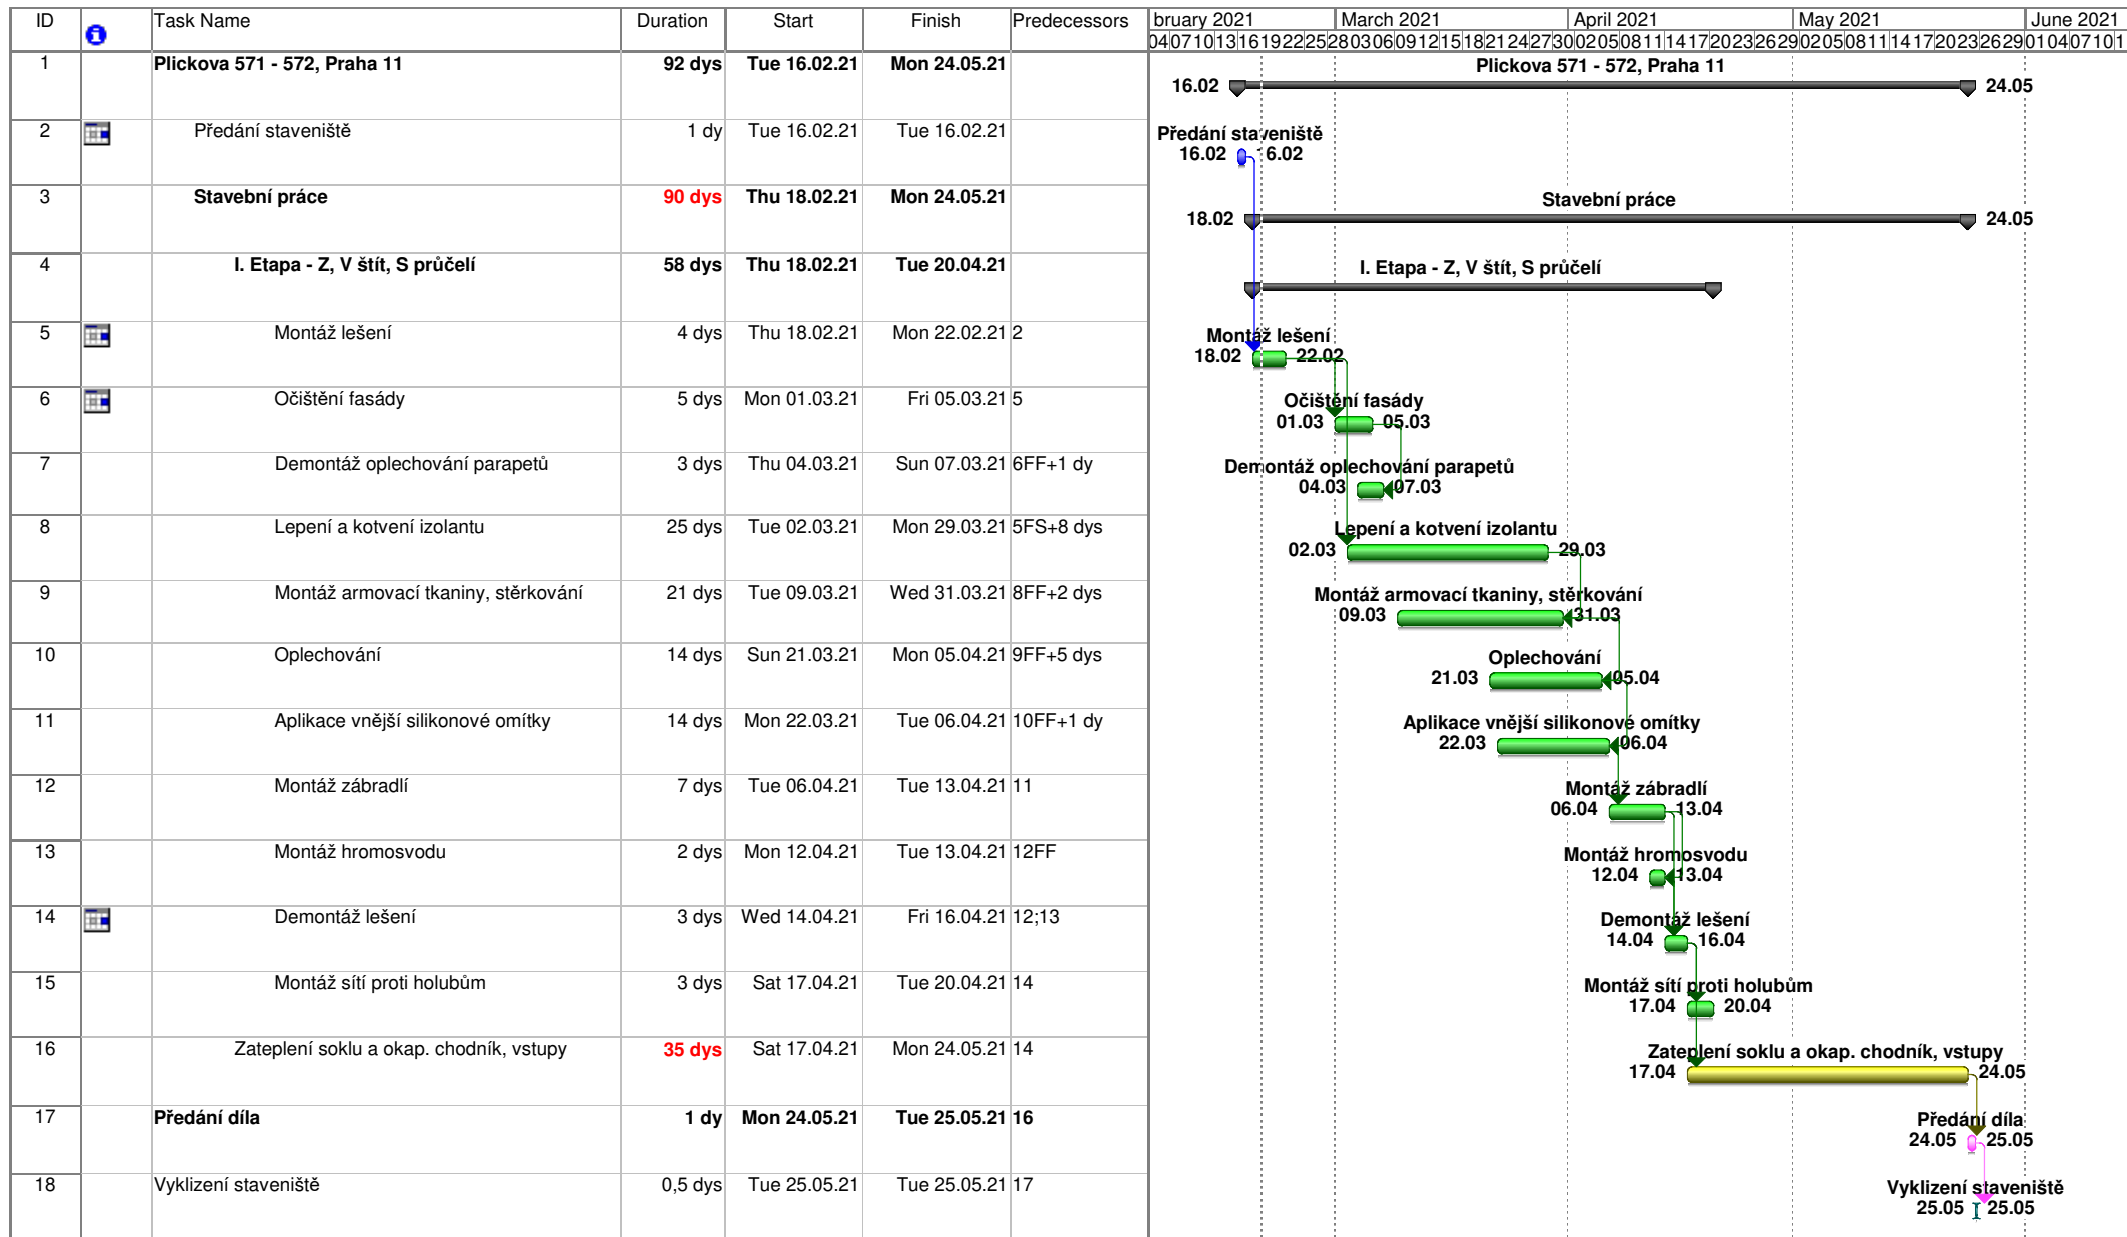 ID Task Name Duration Start Finish Predecessors bruary 2021 March 2021 April 2021 May 2021 June 2021
04 07 10 13 16 19 22 25 28 03 06 09 12 15 18 21 24 27 30 02 05 08 11 14 17 20 23 26 29 02 05 08 11 14 17 20 23 26 29 01 04 07 10 1
1 Plickova 571 - 572, Praha 11 92 dys Tue 16.02.21 Mon 24.05.21 Plickova 571 - 572, Praha 11
16.02 24.05
2 Předání staveniště 1 dy Tue 16.02.21 Tue 16.02.21 Předání staveniště
16.02 6.02
3 Stavební práce 90 dys Thu 18.02.21 Mon 24.05.21 Stavební práce
18.02 24.05
4 I. Etapa - Z, V štít, S průčelí 58 dys Thu 18.02.21 Tue 20.04.21 I. Etapa - Z, V štít, S průčelí
5 Montáž lešení 4 dys Thu 18.02.21 Mon 22.02.21 2 Montáž lešení
18.02 22.02
6 Očištění fasády 5 dys Mon 01.03.21 Fri 05.03.21 5 Očištění fasády
01.03 05.03
7 Demontáž oplechování parapetů 3 dys Thu 04.03.21 Sun 07.03.21 6FF+1 dy Demontáž oplechování parapetů
04.03 07.03
8 Lepení a kotvení izolantu 25 dys Tue 02.03.21 Mon 29.03.21 5FS+8 dys Lepení a kotvení izolantu
02.03 29.03
9 Montáž armovací tkaniny, stěrkování 21 dys Tue 09.03.21 Wed 31.03.21 8FF+2 dys Montáž armovací tkaniny, stěrkování
09.03 31.03
10 Oplechování 14 dys Sun 21.03.21 Mon 05.04.21 9FF+5 dys Oplechování
21.03 05.04
11 Aplikace vnější silikonové omítky 14 dys Mon 22.03.21 Tue 06.04.21 10FF+1 dy Aplikace vnější silikonové omítky
22.03 06.04
12 Montáž zábradlí 7 dys Tue 06.04.21 Tue 13.04.21 11 Montáž zábradlí
06.04 13.04
13 Montáž hromosvodu 2 dys Mon 12.04.21 Tue 13.04.21 12FF Montáž hromosvodu
12.04 13.04
14 Demontáž lešení 3 dys Wed 14.04.21 Fri 16.04.21 12;13 Demontáž lešení
14.04 16.04
15 Montáž sítí proti holubům 3 dys Sat 17.04.21 Tue 20.04.21 14 Montáž sítí proti holubům
17.04 20.04
16 Zateplení soklu a okap. chodník, vstupy 35 dys Sat 17.04.21 Mon 24.05.21 14 Zateplení soklu a okap. chodník, vstupy
17.04 24.05
17 Předání díla 1 dy Mon 24.05.21 Tue 25.05.21 16 Předání díla
24.05 25.05
18 Vyklizení staveniště 0,5 dys Tue 25.05.21 Tue 25.05.21 17 Vyklizení staveniště
25.05 25.05